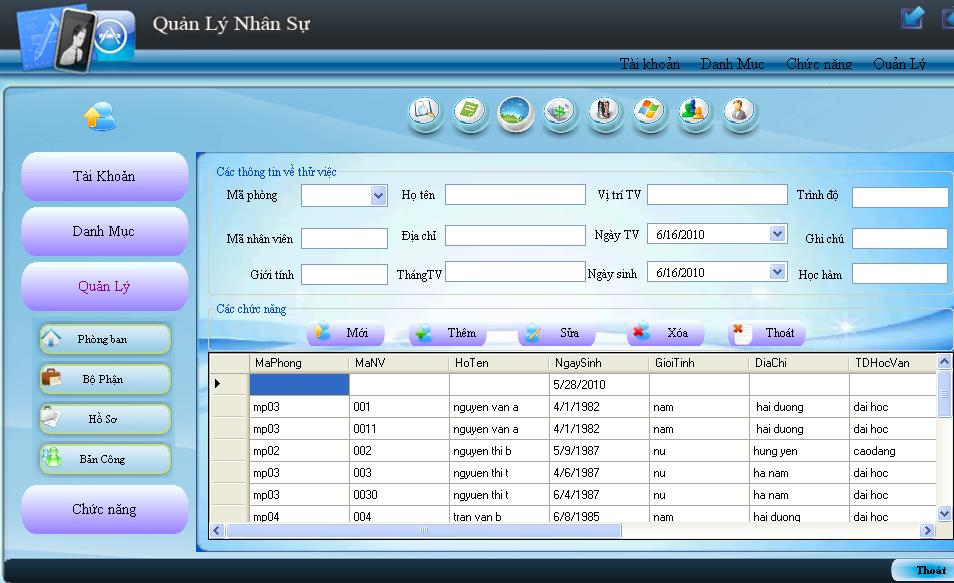 Quản Lý Nhân Sự
Tài khoản Danh Mục Chức năng Quản Lý
Tài Khoản
Danh Mục
Quản Lý
Phòng ban
Bộ Phận
Hồ Sơ
Bản Công
Chức năng
Các thông tin về thử việc
Mã phòng Họ tên Vị trí TV Trình độ
Mã nhân viên Địa chỉ Ngày TV 6/16/2010 Ghi chú
Giới tính ThángTV Ngày sinh 6/16/2010 Học hàm
Các chức năng
Mới Thêm Sửa Xóa Thoát
MaPhong MaNV HoTen NgaySinh GioiTinh DiaChi TDHocVan
5/28/2010
mp03 001 nguyen van a 4/1/1982 nam hai duong dai hoc
mp03 0011 nguyen van a 4/1/1982 nam hai duong dai hoc
mp02 002 nguyen thi b 5/9/1987 nu hung yen caodang
mp03 003 ngyuen thi t 4/6/1987 nu ha nam dai hoc
mp03 0030 ngyuen thi t 6/4/1987 nu ha nam dai hoc
mp04 004 tran van b 6/8/1985 nam hai duong dai hoc
Thoát